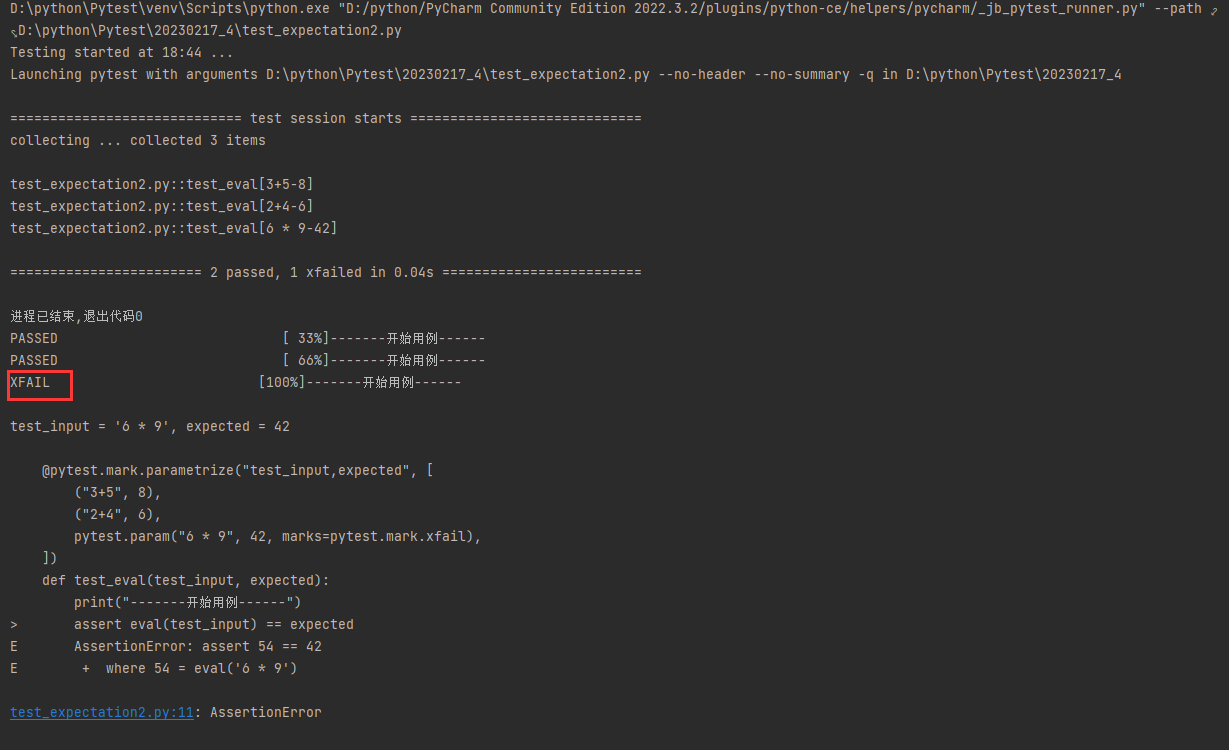 D:\python\Pytest\venv\Scripts\python.exe "D:/python/PyCharm Community Edition 2022.3.2/plugins/python-ce/helpers/pycharm/_jb_pytest_runner.py" --path
D:\python\Pytest\20230217_4\test_expectation2.py
Testing started at 18:44 ...
Launching pytest with arguments D:\python\Pytest\20230217_4\test_expectation2.py --no-header --no-summary -q in D:\python\Pytest\20230217_4
============================= test session starts =============================
collecting ... collected 3 items
test_expectation2.py::test_eval[3+5-8]
test_expectation2.py::test_eval[2+4-6]
test_expectation2.py::test_eval[6 * 9-42]
======================== 2 passed, 1 xfailed in 0.04s =========================
进程已结束,退出代码0
PASSED                            [ 33%]-------开始用例------
PASSED                            [ 66%]-------开始用例------
XFAIL                          [100%]-------开始用例------
test_input = '6 * 9', expected = 42
    @pytest.mark.parametrize("test_input,expected", [
        ("3+5", 8),
        ("2+4", 6),
        pytest.param("6 * 9", 42, marks=pytest.mark.xfail),
    ])
    def test_eval(test_input, expected):
        print("-------开始用例------")
>       assert eval(test_input) == expected
E       AssertionError: assert 54 == 42
E        +  where 54 = eval('6 * 9')
test_expectation2.py:11: AssertionError